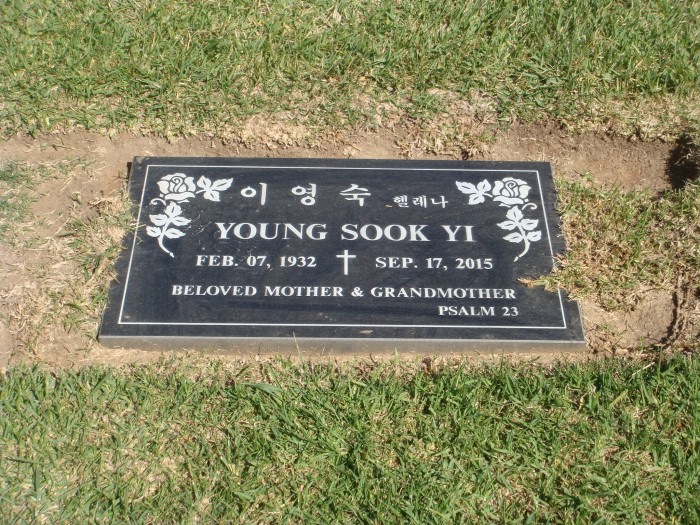 이 영 숙 헬레나
YOUNG SOOK YI
FEB. 07, 1932 SEP. 17, 2015
BELOVED MOTHER & GRANDMOTHER
PSALM 23